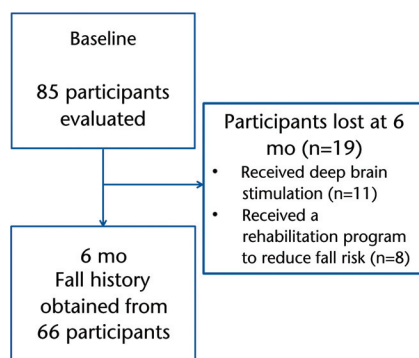 Baseline
85 participants
evaluated
Participants lost at 6
mo (n=19)
• Received deep brain
stimulation (n=11)
• Received a
rehabilitation program
to reduce fall risk (n=8)
6 mo
Fall history
obtained from
66 participants